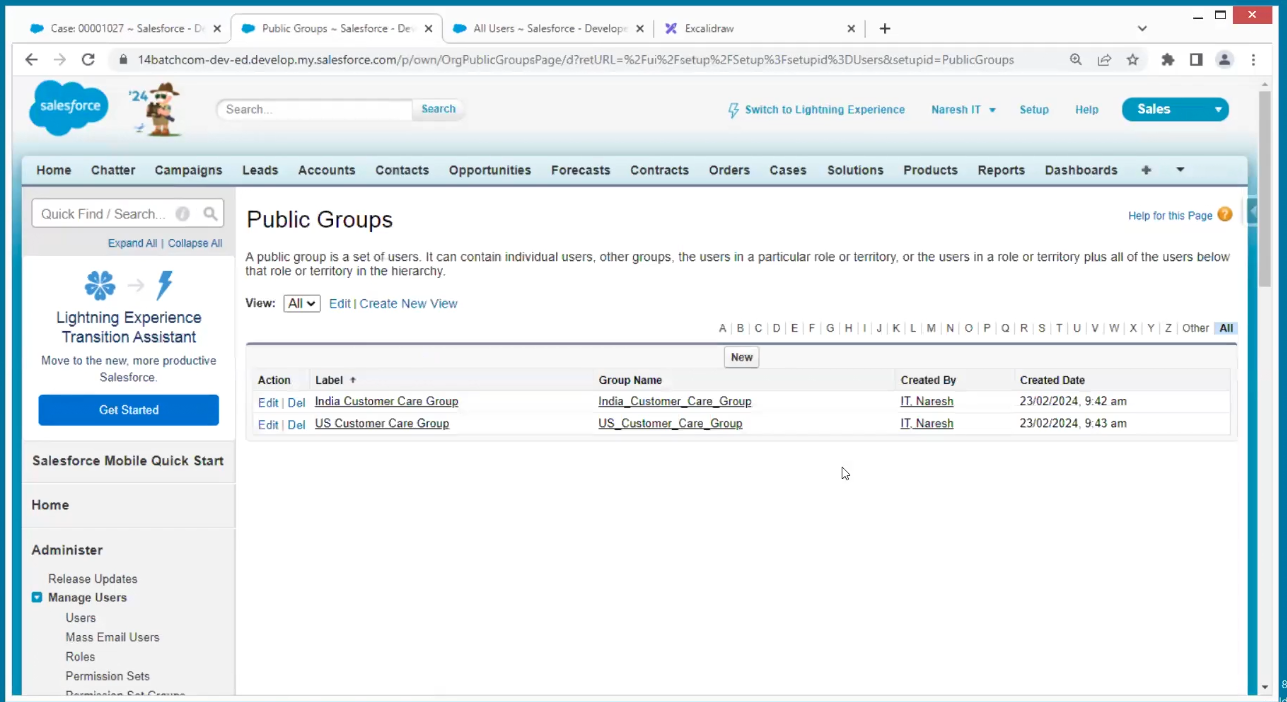 Case: 00001027 ~ Salesforce - De
Public Groups ~ Salesforce - De
All Users ~ Salesforce - Develope
Excalidraw
14batchcom-dev-ed.develop.my.salesforce.com/p/own/OrgPublicGroupsPage/d?retURL=%2Fui%2Fsetup%2FSetup%3Fsetupid%3DUsers&setupid=PublicGroups
salesforce
'24
Search...
Search
Switch to Lightning Experience
Naresh IT
Setup
Help
Sales
Home Chatter Campaigns Leads Accounts Contacts Opportunities Forecasts Contracts Orders Cases Solutions Products Reports Dashboards +
Quick Find / Search...
Expand All | Collapse All
Lightning Experience
Transition Assistant
Move to the new, more productive
Salesforce.
Get Started
Salesforce Mobile Quick Start
Home
Administer
Release Updates
Manage Users
Users
Mass Email Users
Roles
Permission Sets
Permission Set Groups
Public Groups
Help for this Page ?
A public group is a set of users. It can contain individual users, other groups, the users in a particular role or territory, or the users in a role or territory plus all of the users below
that role or territory in the hierarchy.
View: All Edit | Create New View
A | B | C | D | E | F | G | H | I | J | K | L | M | N | O | P | Q | R | S | T | U | V | W | X | Y | Z | Other All
New
Action Label Group Name Created By Created Date
Edit | Del India Customer Care Group India_Customer_Care_Group IT, Naresh 23/02/2024, 9:42 am
Edit | Del US Customer Care Group US_Customer_Care_Group IT, Naresh 23/02/2024, 9:43 am